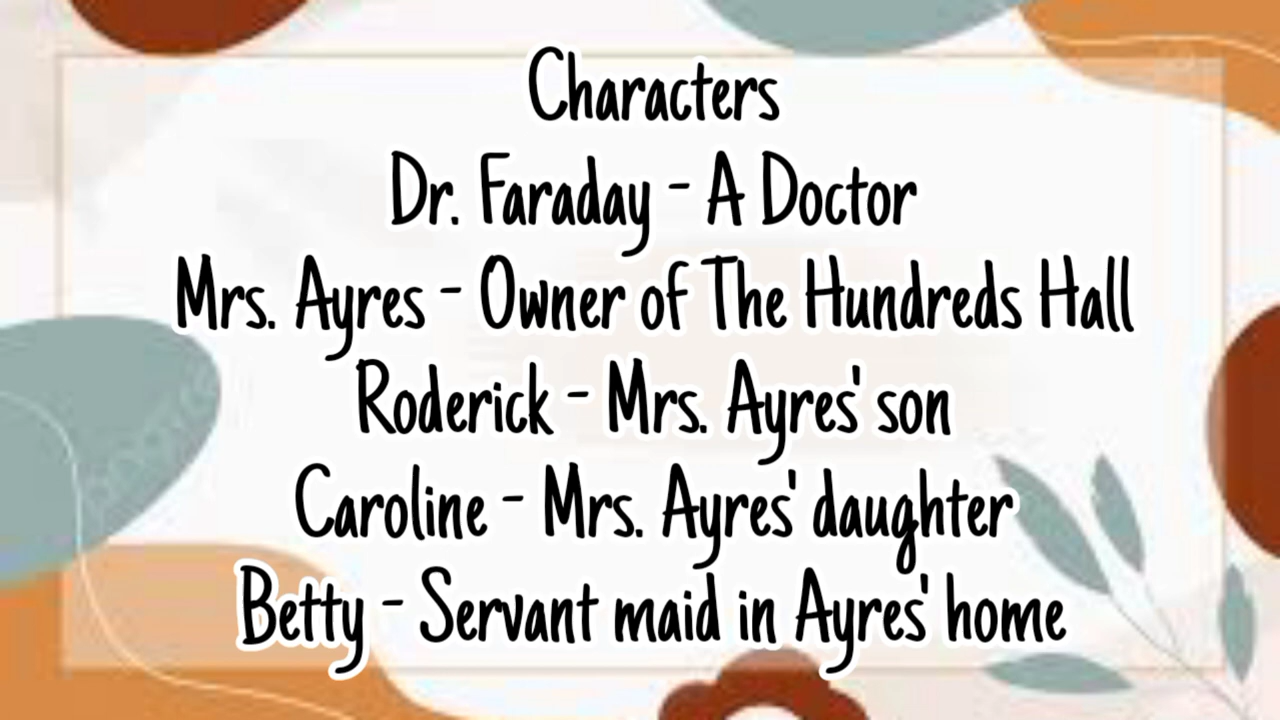 Characters
Dr. Faraday - A Doctor
Mrs. Ayres - Owner of The Hundreds Hall
Roderick - Mrs. Ayres' son
Caroline - Mrs. Ayres' daughter
Betty - Servant maid in Ayres' home